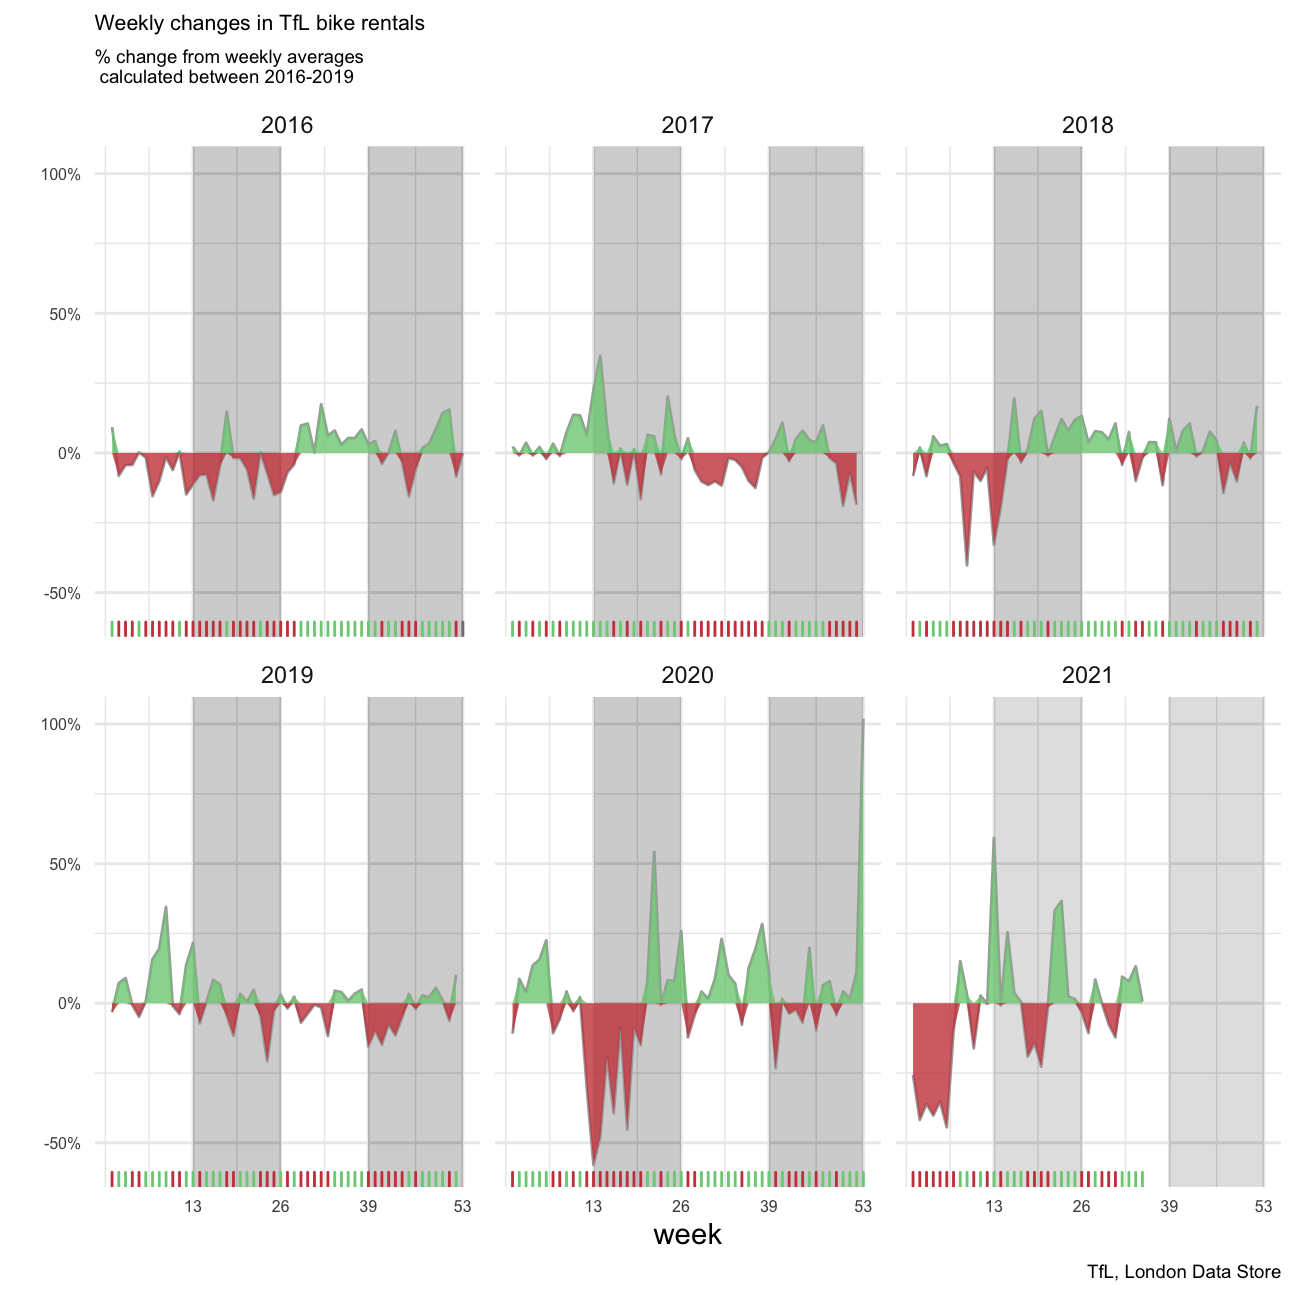 Weekly changes in TfL bike rentals
% change from weekly averages
calculated between 2016-2019
2016
2017
2018
100%
50%
0%
-50%
2019
2020
2021
100%
50%
0%
-50%
13 26 39 53 13 26 39 53 13 26 39 53
week
TfL, London Data Store